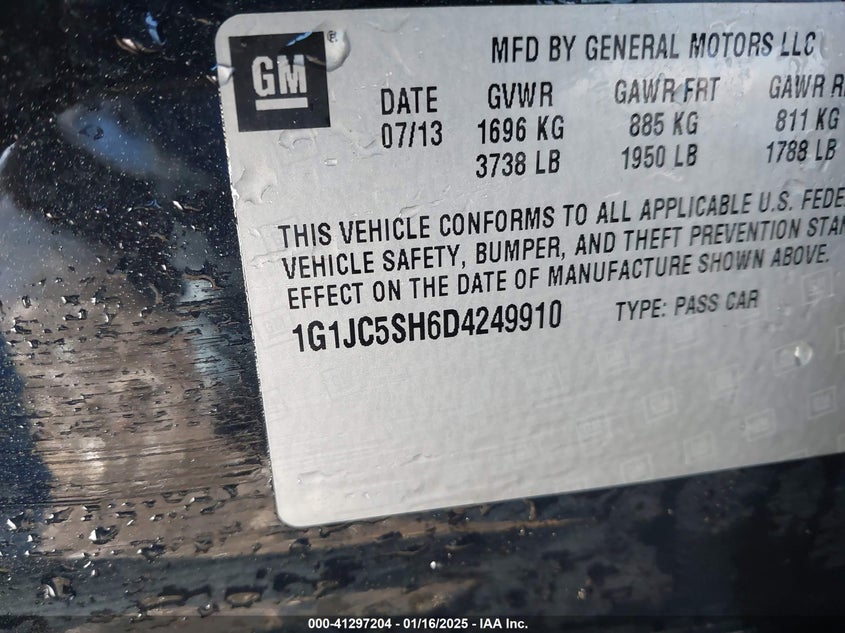 GM ®
MFD BY GENERAL MOTORS LLC
DATE GVWR GAWR FRT GAWR
07/13 1696 KG 885 KG 811 KG
3738 LB 1950 LB 1788 LB
THIS VEHICLE CONFORMS TO ALL APPLICABLE U.S.
VEHICLE SAFETY, BUMPER, AND THEFT PREVENTION
EFFECT ON THE DATE OF MANUFACTURE SHOWN ABOVE.
1G1JC5SH6D4249910 TYPE: PASS CAR
000-41297204 - 01/16/2025 - IAA Inc.